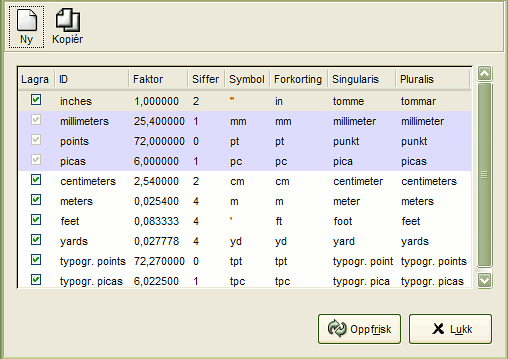 Ny Kopiér
Lagra ID Faktor Siffer Symbol Forkorting Singularis Pluralis
inches 1,000000 2 " in tomme tommar
millimeters 25,400000 1 mm mm millimeter millimeter
points 72,000000 0 pt pt punkt punkt
picas 6,000000 1 pc pc pica picas
centimeters 2,540000 2 cm cm centimeter centimeters
meters 0,025400 4 m m meter meters
feet 0,083333 4 ' ft foot feet
yards 0,027778 4 yd yd yard yards
typogr. points 72,270000 0 tpt tpt typogr. point typogr. points
typogr. picas 6,022500 1 tpc tpc typogr. pica typogr. picas
Oppfrisk Lukk